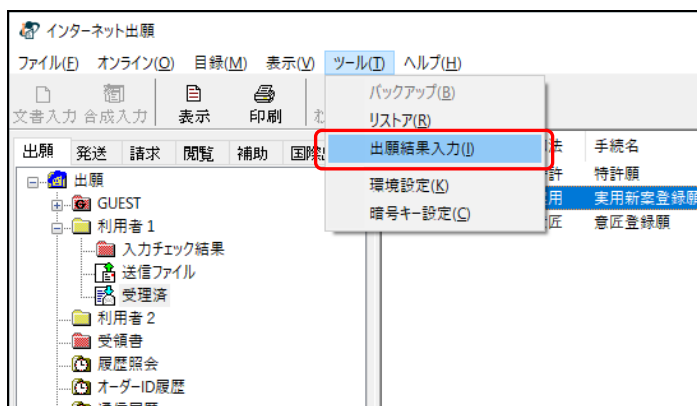 インターネット出願
ファイル(F) オンライン(O) 目録(M) 表示(V) ツール(T) ヘルプ(H)
文書入力 合成入力 表示 印刷
バックアップ(B)
リストア(R)
出願結果入力(I)
環境設定(K)
暗号キー設定(C)
出願 発送 請求 閲覧 補助 国際
法 手続名
許 特許願
用 実用新案登録願
匠 意匠登録願
出願
GUEST
利用者1
入力チェック結果
送信ファイル
受理済
利用者2
受領書
履歴照会
オーダーID履歴